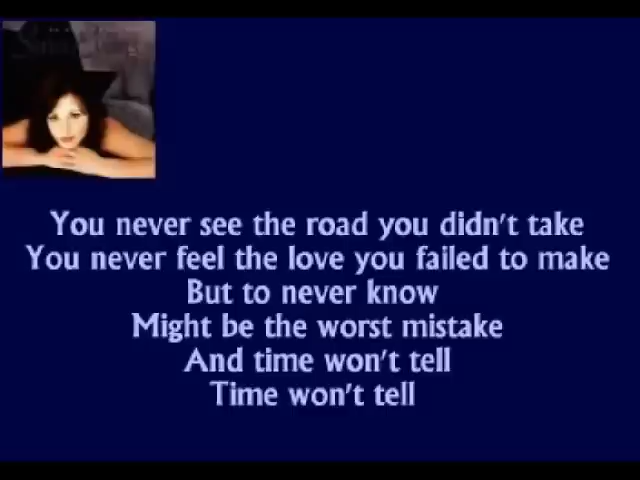 You never see the road you didn't take
You never feel the love you failed to make
But to never know
Might be the worst mistake
And time won't tell
Time won't tell